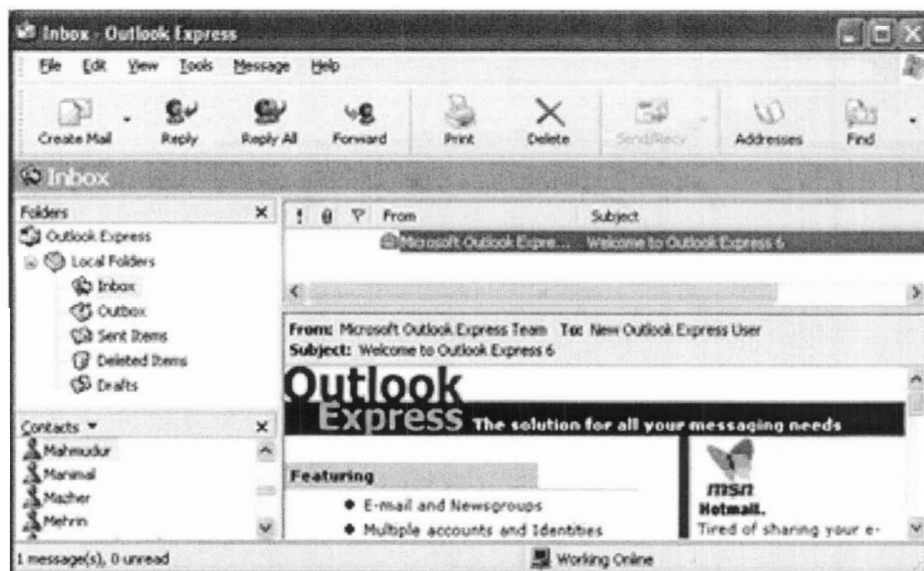 Inbox - Outlook Express
File Edit View Tools Message Help
Create Mail Reply Reply All Forward Print Delete Send/Recv Addresses Find
Inbox
Folders
Outlook Express
Local Folders
Inbox
Outbox
Sent Items
Deleted Items
Drafts
Contacts
Mahmudur
Manimal
Mazher
Mehrin
! From Subject
Microsoft Outlook Expre... Welcome to Outlook Express 6
From: Microsoft Outlook Express Team To: New Outlook Express User
Subject: Welcome to Outlook Express 6
Outlook
Express The solution for all your messaging needs
Featuring
E-mail and Newsgroups
Multiple accounts and Identities
msn
Hotmail.
Tired of sharing your e-
1 message(s), 0 unread Working Online